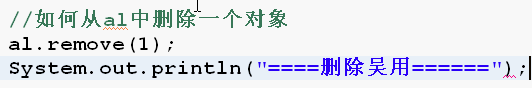 //如何从al中删除一个对象
al.remove(1);
System.out.println("====删除吴用======");